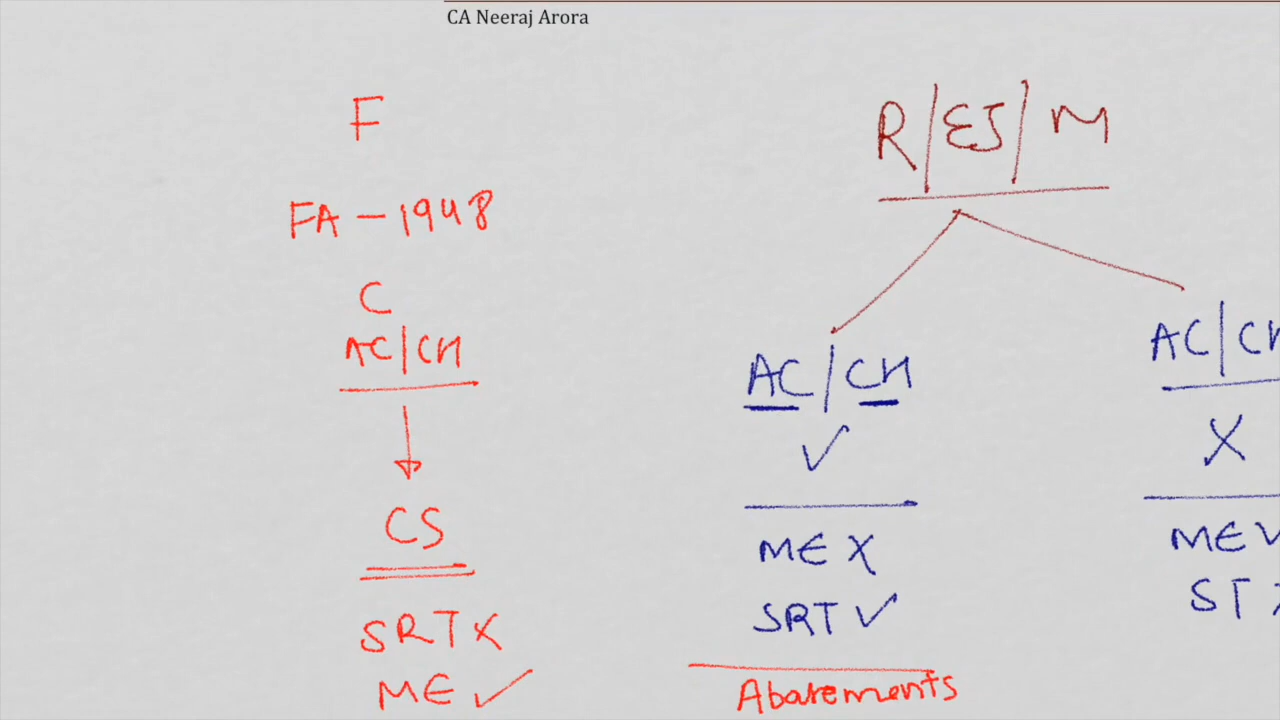 CA Neeraj Arora
F
FA - 1948
C
AC/CH
CS
SRT X
ME ✓
R/EJ/M
AC/CH
✓
ME X
SRT ✓
Abatements
AC/CH
X
ME ✓
ST